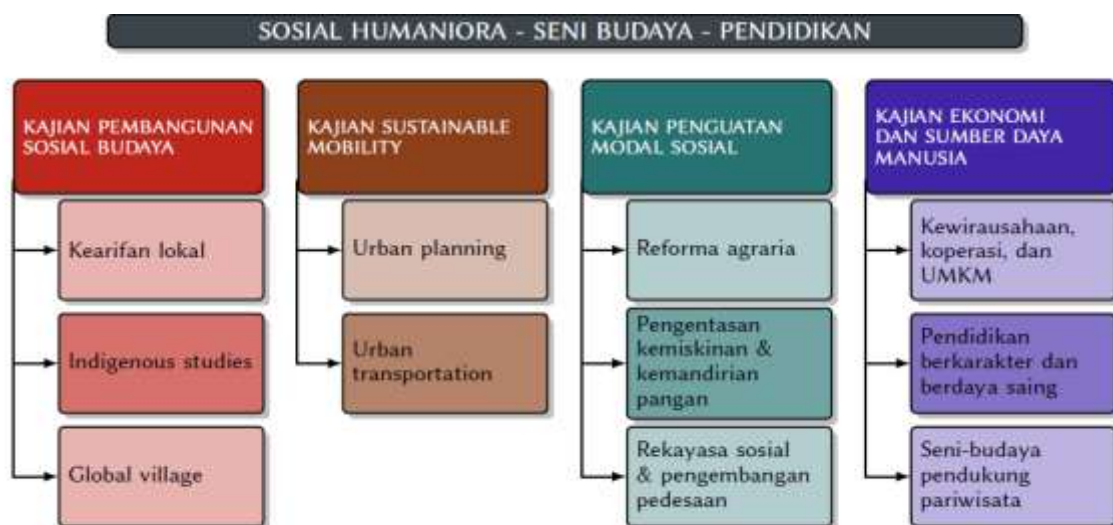 SOSIAL HUMANIORA - SENI BUDAYA - PENDIDIKAN
KAJIAN PEMBANGUNAN
SOSIAL BUDAYA
Kearifan lokal
Indigenous studies
Global village
KAJIAN SUSTAINABLE
MOBILITY
Urban planning
Urban
transportation
KAJIAN PENGUATAN
MODAL SOSIAL
Reforma agraria
Pengentasan
kemiskinan &
kemandirian
pangan
Rekayasa sosial
& pengembangan
pedesaan
KAJIAN EKONOMI
DAN SUMBER DAYA
MANUSIA
Kewirausahaan,
koperasi, dan
UMKM
Pendidikan
berkarakter dan
berdaya saing
Seni-budaya
pendukung
pariwisata